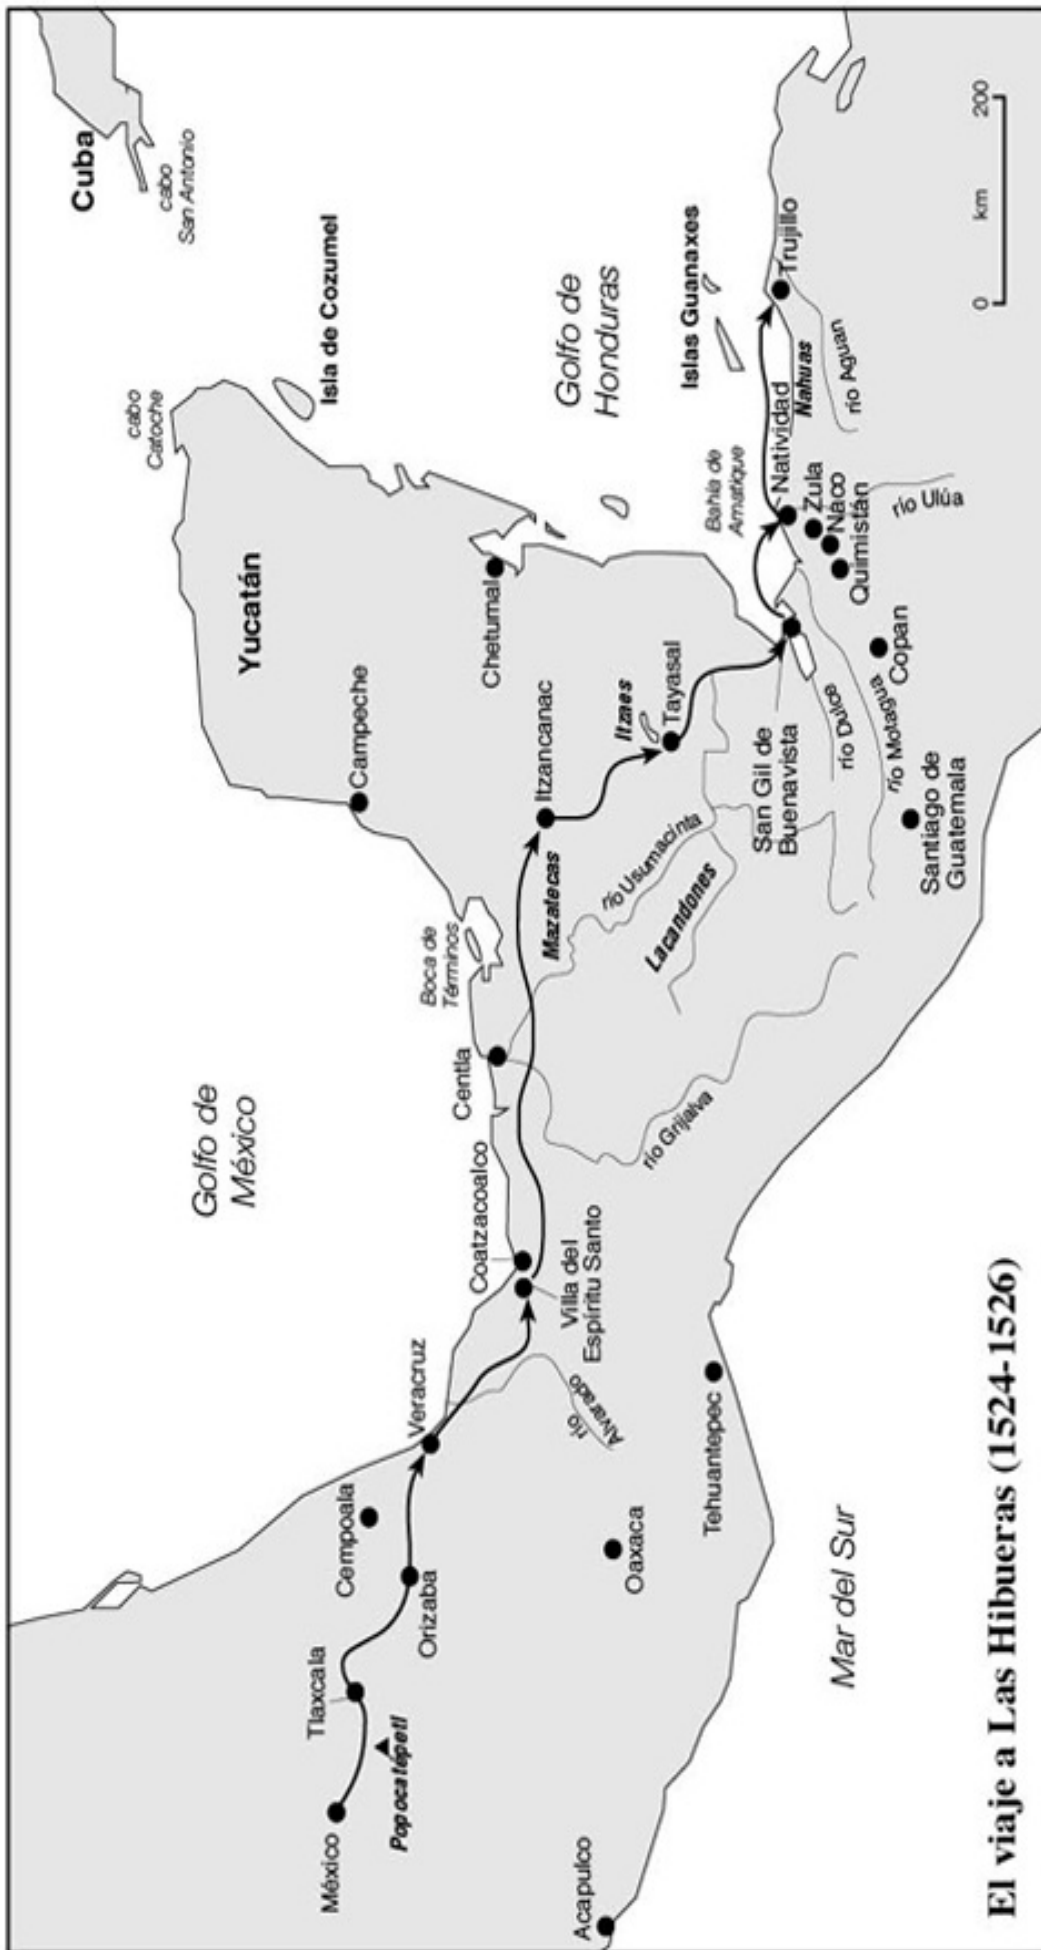 Cuba
cabo
San Antonio
cabo
Catoche
Isla de Cozumel
Yucatán
Golfo de
México
Campeche
Chetumal
Golfo de
Honduras
Boca de
Términos
Centla
Itzancanac
Mazatecas
Itzaes
Tayasal
Islas Guanaxes
Bahía de
Amatique
Coatzacoalco
Villa del
Espíritu Santo
Veracruz
Cempoala
Orizaba
Tlaxcala
México
Popocatépetl
río
Alvarado
río Usumacinta
Lacandones
río Grijalva
San Gil de
Buenavista
Natividad
Zula
Naco
Quimistán
Nahuas
Trujillo
río Aguan
río Ulúa
río Dulce
río Motagua
Copan
Santiago de
Guatemala
Oaxaca
Tehuantepec
Acapulco
Mar del Sur
El viaje a Las Hibueras (1524-1526)
0 km 200